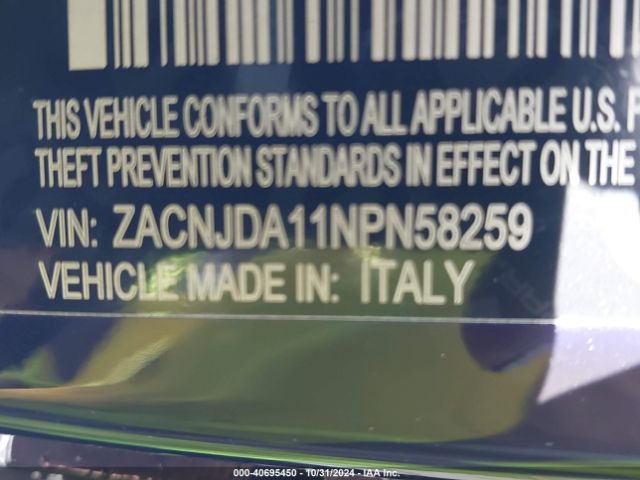 THIS VEHICLE CONFORMS TO ALL APPLICABLE U.S. F
THEFT PREVENTION STANDARDS IN EFFECT ON THE
VIN: ZACNJDA11NPN58259
VEHICLE MADE IN: ITALY
000-40695450 - 10/31/2024 - IAA Inc.